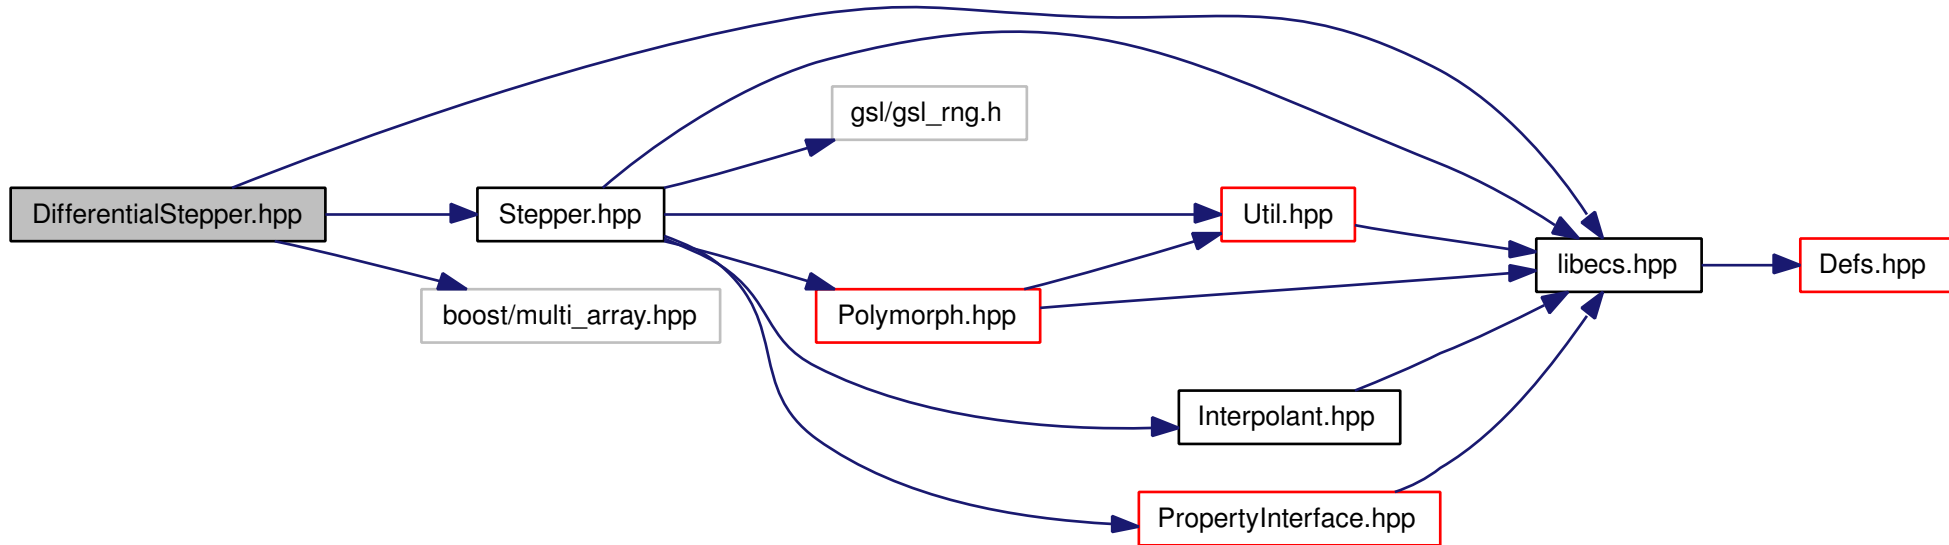 gsl/gsl_rng.h
DifferentialStepper.hpp
Stepper.hpp
Util.hpp
libecs.hpp
Defs.hpp
boost/multi_array.hpp
Polymorph.hpp
Interpolant.hpp
PropertyInterface.hpp